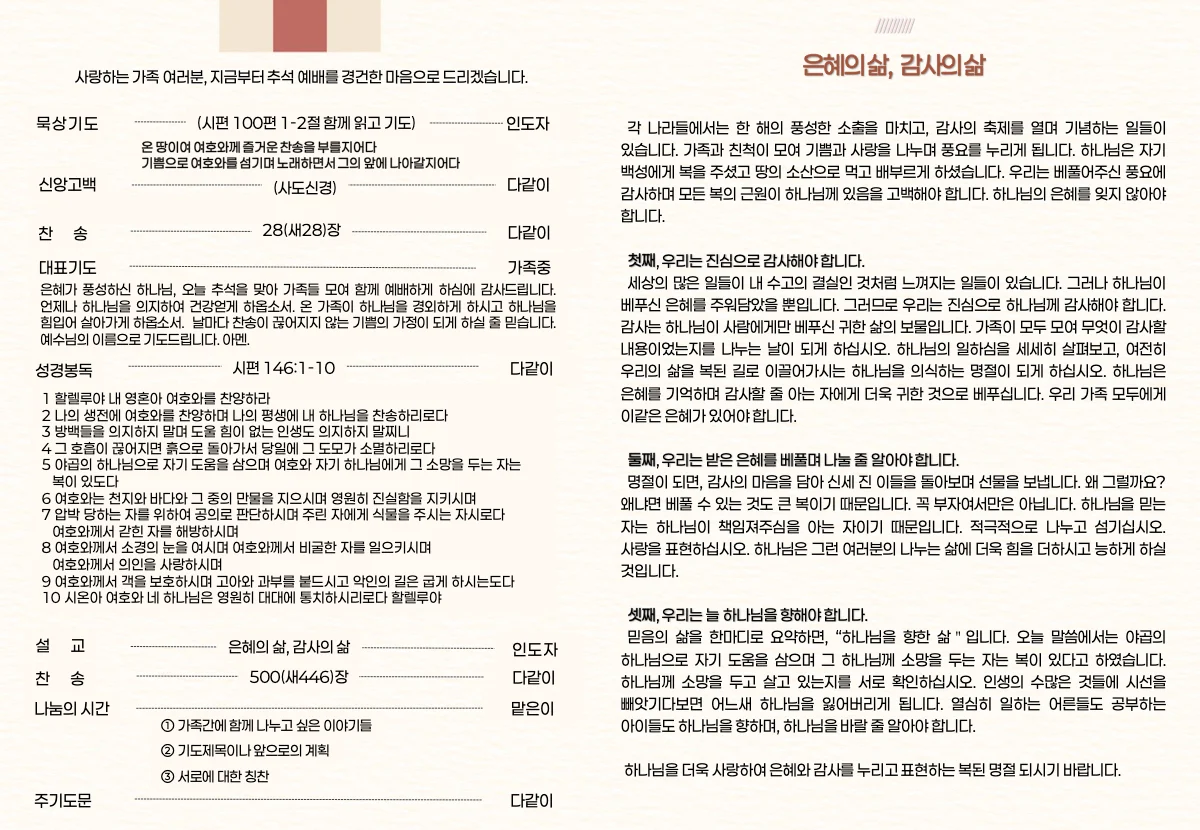 사랑하는 가족 여러분, 지금부터 추석 예배를 경건한 마음으로 드리겠습니다.
묵상기도 (시편 100편 1-2절 함께 읽고 기도) 인도자
온 땅이여 여호와께 즐거운 찬송을 부를지어다
기쁨으로 여호와를 섬기며 노래하면서 그의 앞에 나아갈지어다
신앙고백 (사도신경) 다같이
찬 송 28(새28)장 다같이
대표기도 가족중
은혜가 풍성하신 하나님, 오늘 추석을 맞아 가족들 모여 함께 예배하게 하심에 감사드립니다.
언제나 하나님을 의지하여 건강얻게 하옵소서. 온 가족이 하나님을 경외하게 하시고 하나님을
힘입어 살아가게 하옵소서. 날마다 찬송이 끊어지지 않는 기쁨의 가정이 되게 하실 줄 믿습니다.
예수님의 이름으로 기도드립니다. 아멘.
성경봉독 시편 146:1-10 다같이
1 할렐루야 내 영혼아 여호와를 찬양하라
2 나의 생전에 여호와를 찬양하며 나의 평생에 내 하나님을 찬송하리로다
3 방백들을 의지하지 말며 도울 힘이 없는 인생도 의지하지 말찌니
4 그 호흡이 끊어지면 흙으로 돌아가서 당일에 그 도모가 소멸하리로다
5 야곱의 하나님으로 자기 도움을 삼으며 여호와 자기 하나님에게 그 소망을 두는 자는
복이 있도다
6 여호와는 천지와 바다와 그 중의 만물을 지으시며 영원히 진실함을 지키시며
7 압박 당하는 자를 위하여 공의로 판단하시며 주린 자에게 식물을 주시는 자시로다
여호와께서 갇힌 자를 해방하시며
8 여호와께서 소경의 눈을 여시며 여호와께서 비굴한 자를 일으키시며
여호와께서 의인을 사랑하시며
9 여호와께서 객을 보호하시며 고아와 과부를 붙드시고 악인의 길은 굽게 하시는도다
10 시온아 여호와 네 하나님은 영원히 대대에 통치하시리로다 할렐루야
설 교 은혜의 삶, 감사의 삶 인도자
찬 송 500(새446)장 다같이
나눔의 시간 맡은이
① 가족간에 함께 나누고 싶은 이야기들
② 기도제목이나 앞으로의 계획
③ 서로에 대한 칭찬
주기도문 다같이
은혜의 삶, 감사의 삶
각 나라들에서는 한 해의 풍성한 소출을 마치고, 감사의 축제를 열며 기념하는 일들이
있습니다. 가족과 친척이 모여 기쁨과 사랑을 나누며 풍요를 누리게 됩니다. 하나님은 자기
백성에게 복을 주셨고 땅의 소산으로 먹고 배부르게 하셨습니다. 우리는 베풀어주신 풍요에
감사하며 모든 복의 근원이 하나님께 있음을 고백해야 합니다. 하나님의 은혜를 잊지 않아야
합니다.
첫째, 우리는 진심으로 감사해야 합니다.
세상의 많은 일들이 내 수고의 결실인 것처럼 느껴지는 일들이 있습니다. 그러나 하나님이
베푸신 은혜를 주워담았을 뿐입니다. 그러므로 우리는 진심으로 하나님께 감사해야 합니다.
감사는 하나님이 사람에게만 베푸신 귀한 삶의 보물입니다. 가족이 모두 모여 무엇이 감사할
내용이었는지를 나누는 날이 되게 하십시오. 하나님의 일하심을 세세히 살펴보고, 여전히
우리의 삶을 복된 길로 이끌어가시는 하나님을 의식하는 명절이 되게 하십시오. 하나님은
은혜를 기억하며 감사할 줄 아는 자에게 더욱 귀한 것으로 베푸십니다. 우리 가족 모두에게
이같은 은혜가 있어야 합니다.
둘째, 우리는 받은 은혜를 베풀며 나눌 줄 알아야 합니다.
명절이 되면, 감사의 마음을 담아 신세 진 이들을 돌아보며 선물을 보냅니다. 왜 그럴까요?
왜냐면 베풀 수 있는 것도 큰 복이기 때문입니다. 꼭 부자여서만은 아닙니다. 하나님을 믿는
자는 하나님이 책임져주심을 아는 자이기 때문입니다. 적극적으로 나누고 섬기십시오.
사랑을 표현하십시오. 하나님은 그런 여러분의 나누는 삶에 더욱 힘을 더하시고 능하게 하실
것입니다.
셋째, 우리는 늘 하나님을 향해야 합니다.
믿음의 삶을 한마디로 요약하면, “하나님을 향한 삶 " 입니다. 오늘 말씀에서는 야곱의
하나님으로 자기 도움을 삼으며 그 하나님께 소망을 두는 자는 복이 있다고 하였습니다.
하나님께 소망을 두고 살고 있는지를 서로 확인하십시오. 인생의 수많은 것들에 시선을
빼앗기다보면 어느새 하나님을 잃어버리게 됩니다. 열심히 일하는 어른들도 공부하는
아이들도 하나님을 향하며, 하나님을 바랄 줄 알아야 합니다.
하나님을 더욱 사랑하여 은혜와 감사를 누리고 표현하는 복된 명절 되시기 바랍니다.